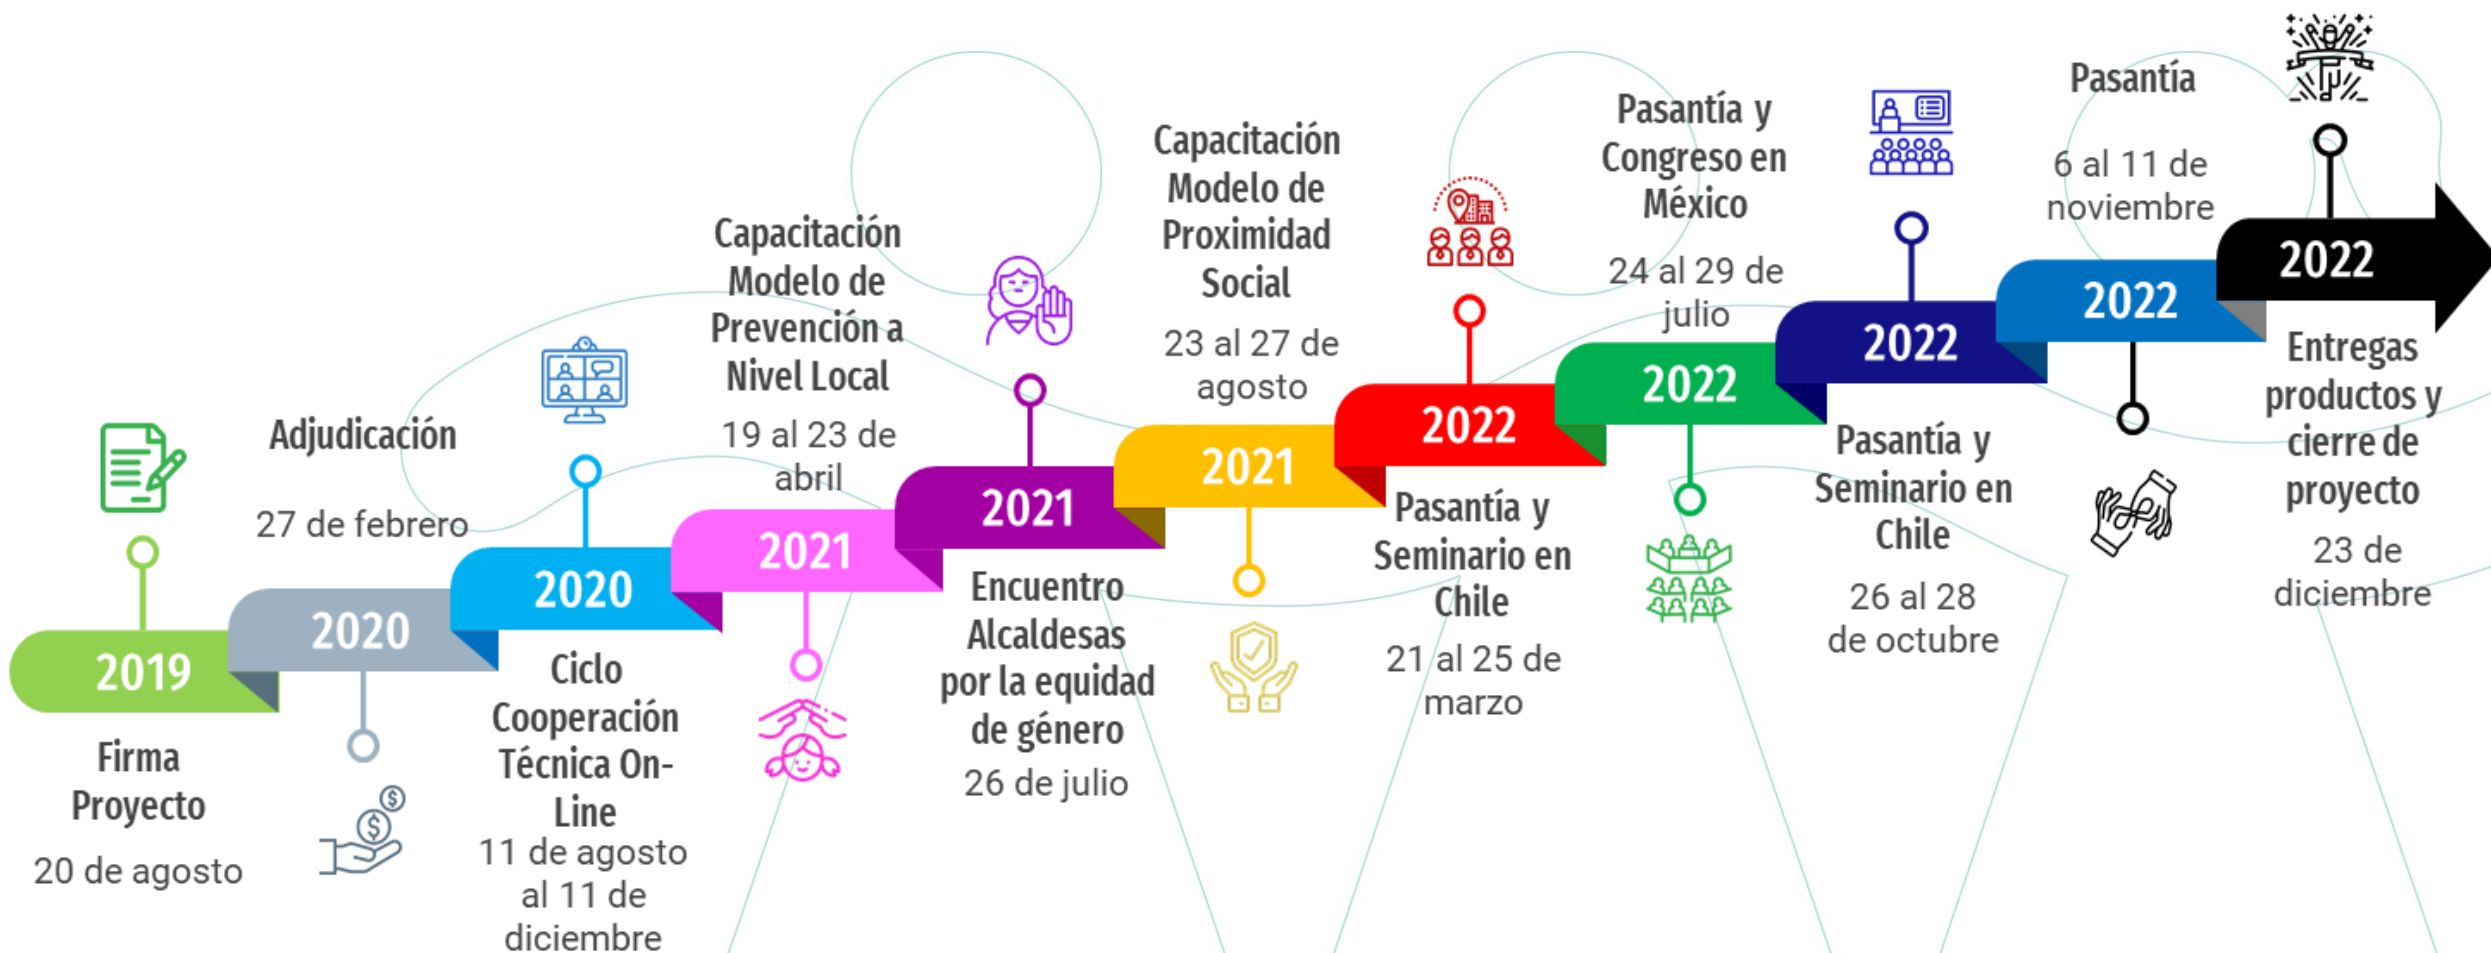 2019
Firma
Proyecto
20 de agosto
Adjudicación
27 de febrero
2020
2020
Ciclo
Cooperación
Técnica On-
Line
11 de agosto
al 11 de
diciembre
Capacitación
Modelo de
Prevención a
Nivel Local
19 al 23 de
abril
2021
2021
Encuentro
Alcaldesas
por la equidad
de género
26 de julio
Capacitación
Modelo de
Proximidad
Social
23 al 27 de
agosto
2021
2022
Pasantía y
Seminario en
Chile
21 al 25 de
marzo
Pasantía y
Congreso en
México
24 al 29 de
julio
2022
2022
Pasantía y
Seminario en
Chile
26 al 28
de octubre
Pasantía
6 al 11 de
noviembre
2022
2022
Entregas
productos y
cierre de
proyecto
23 de
diciembre